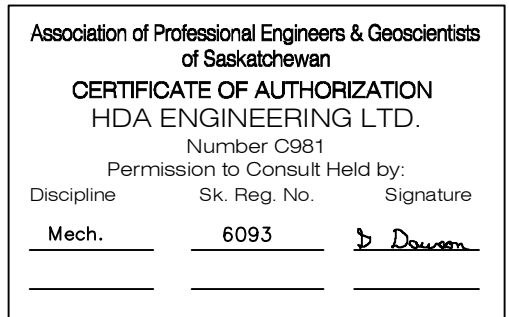 Association of Professional Engineers & Geoscientists
of Saskatchewan
CERTIFICATE OF AUTHORIZATION
HDA ENGINEERING LTD.
Number C981
Permission to Consult Held by:
Discipline Sk. Reg. No. Signature
Mech. 6093 D Dawson